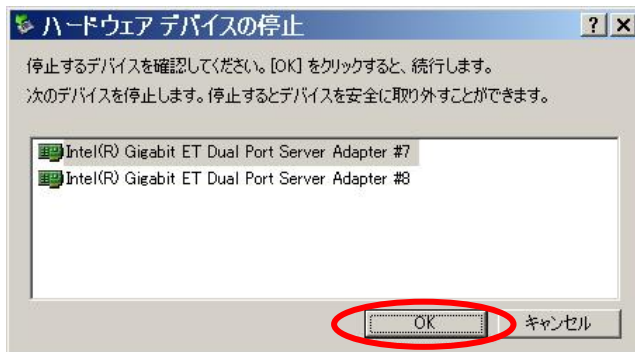 ハードウェア デバイスの停止
停止するデバイスを確認してください。[OK] をクリックすると、続行します。
次のデバイスを停止します。停止するとデバイスを安全に取り外すことができます。
Intel(R) Gigabit ET Dual Port Server Adapter #7
Intel(R) Gigabit ET Dual Port Server Adapter #8
OK キャンセル